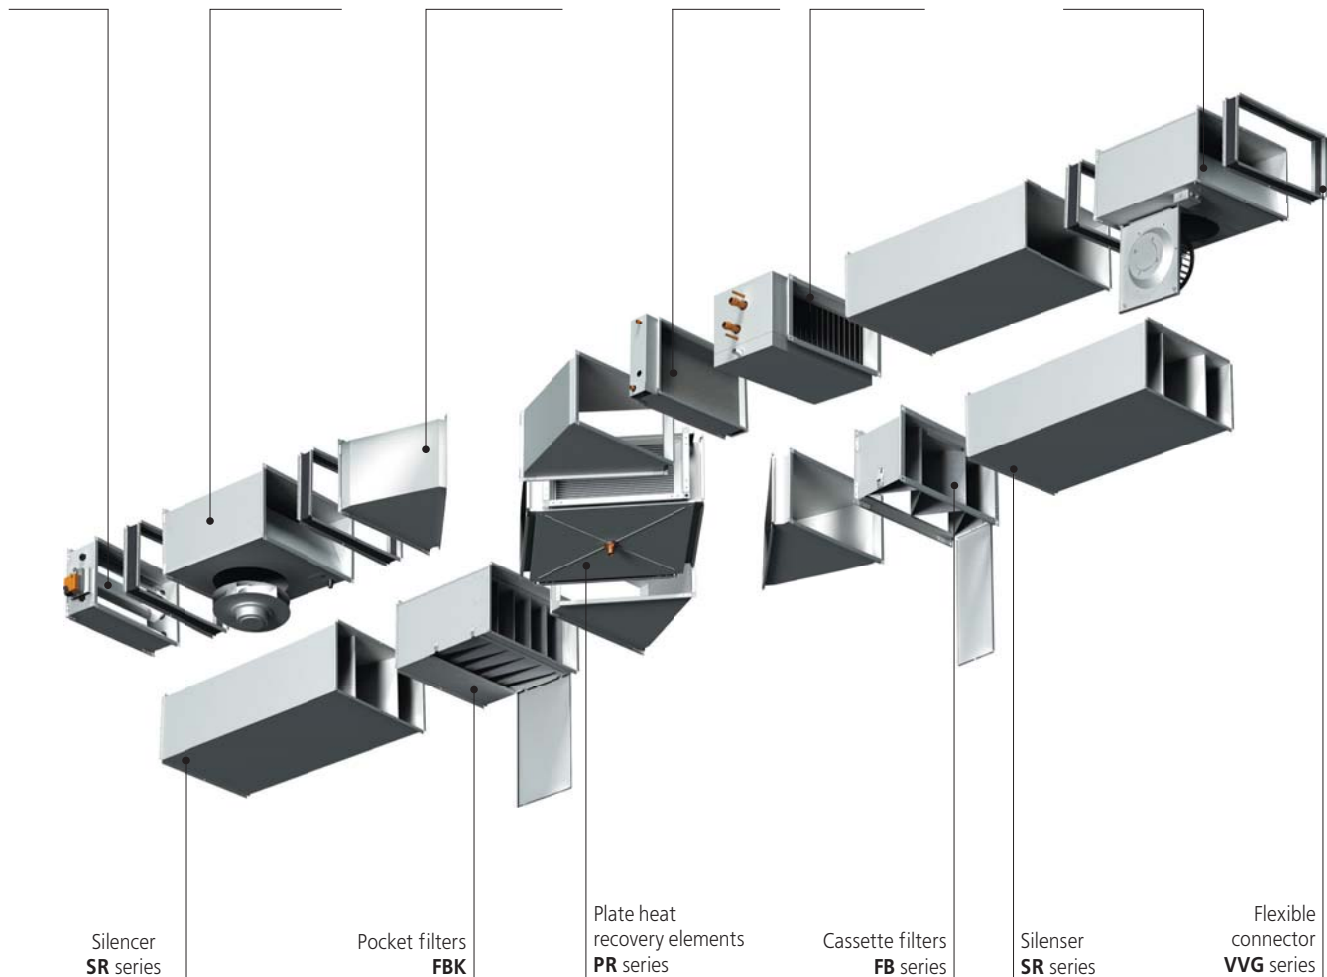 Silencer
SR series
Pocket filters
FBK
Plate heat
recovery elements
PR series
Cassette filters
FB series
Silenser
SR series
Flexible
connector
VVG series